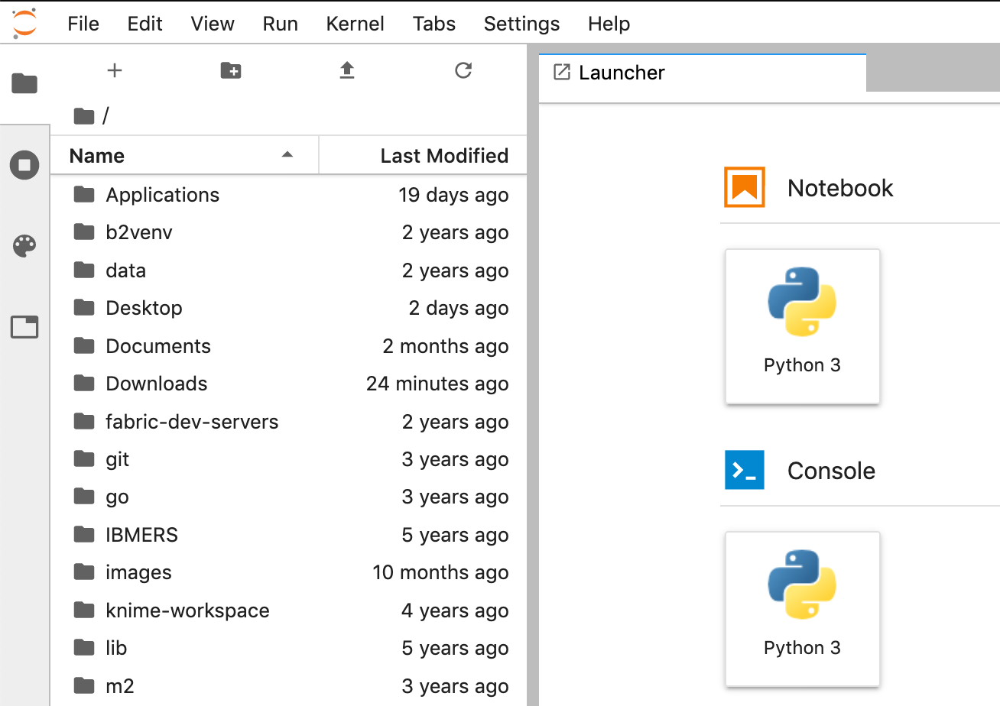 File Edit View Run Kernel Tabs Settings Help
/
Name Last Modified
Applications 19 days ago
b2venv 2 years ago
data 2 years ago
Desktop 2 days ago
Documents 2 months ago
Downloads 24 minutes ago
fabric-dev-servers 2 years ago
git 3 years ago
go 3 years ago
IBMERS 5 years ago
images 10 months ago
knime-workspace 4 years ago
lib 5 years ago
m2 3 years ago
Launcher
Notebook
Python 3
Console
Python 3